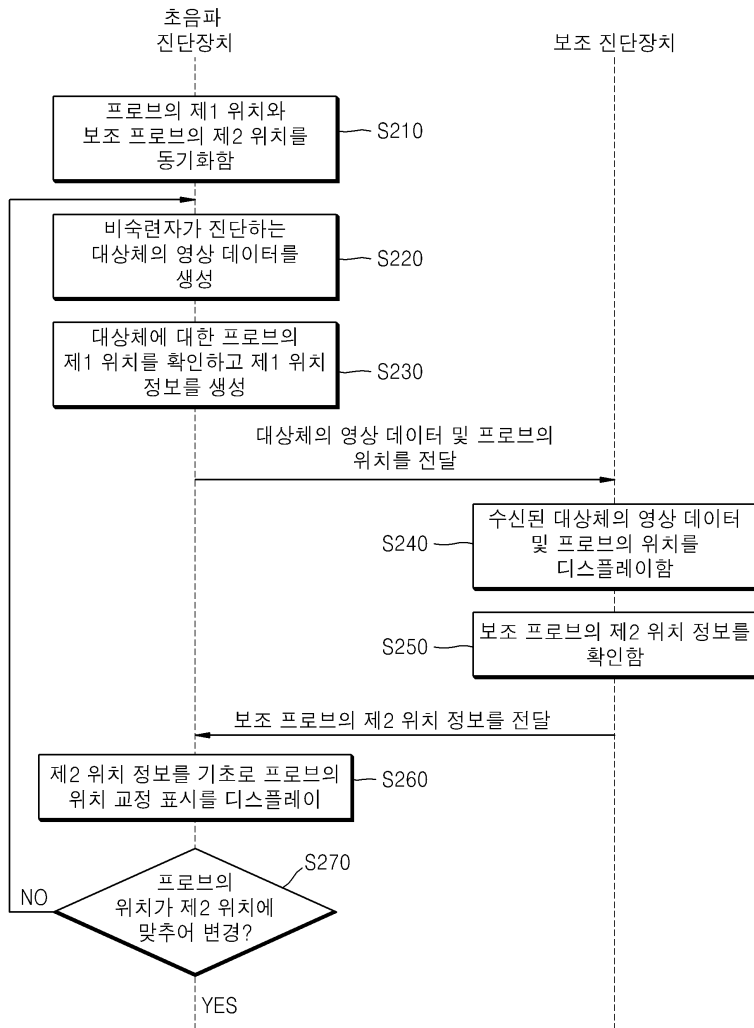 초음파
진단장치
보조 진단장치
프로브의 제1 위치와
보조 프로브의 제2 위치를
동기화함
S210
비숙련자가 진단하는
대상체의 영상 데이터를
생성
S220
대상체에 대한 프로브의
제1 위치를 확인하고 제1 위치
정보를 생성
S230
대상체의 영상 데이터 및 프로브의
위치를 전달
수신된 대상체의 영상 데이터
및 프로브의 위치를
디스플레이함
S240
보조 프로브의 제2 위치 정보를
확인함
S250
보조 프로브의 제2 위치 정보를 전달
제2 위치 정보를 기초로 프로브의
위치 교정 표시를 디스플레이
S260
프로브의
위치가 제2 위치에
맞추어 변경?
S270
NO
YES